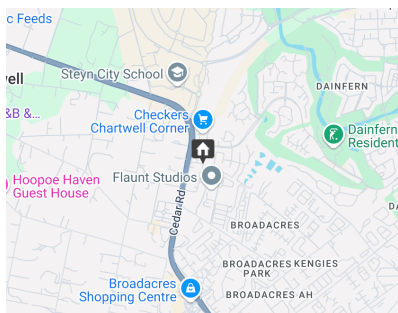 c Feeds
Steyn City School
well
DAINFERN
&B &...
Checkers
Chartwell Corner
Dainfern
Resident
Hoopoe Haven
Guest House
Flaunt Studios
DA
Cedar Rd
BROADACRES
BROADACRES
PARK
KENGIES
Broadacres
Shopping Centre
BROADACRES AH